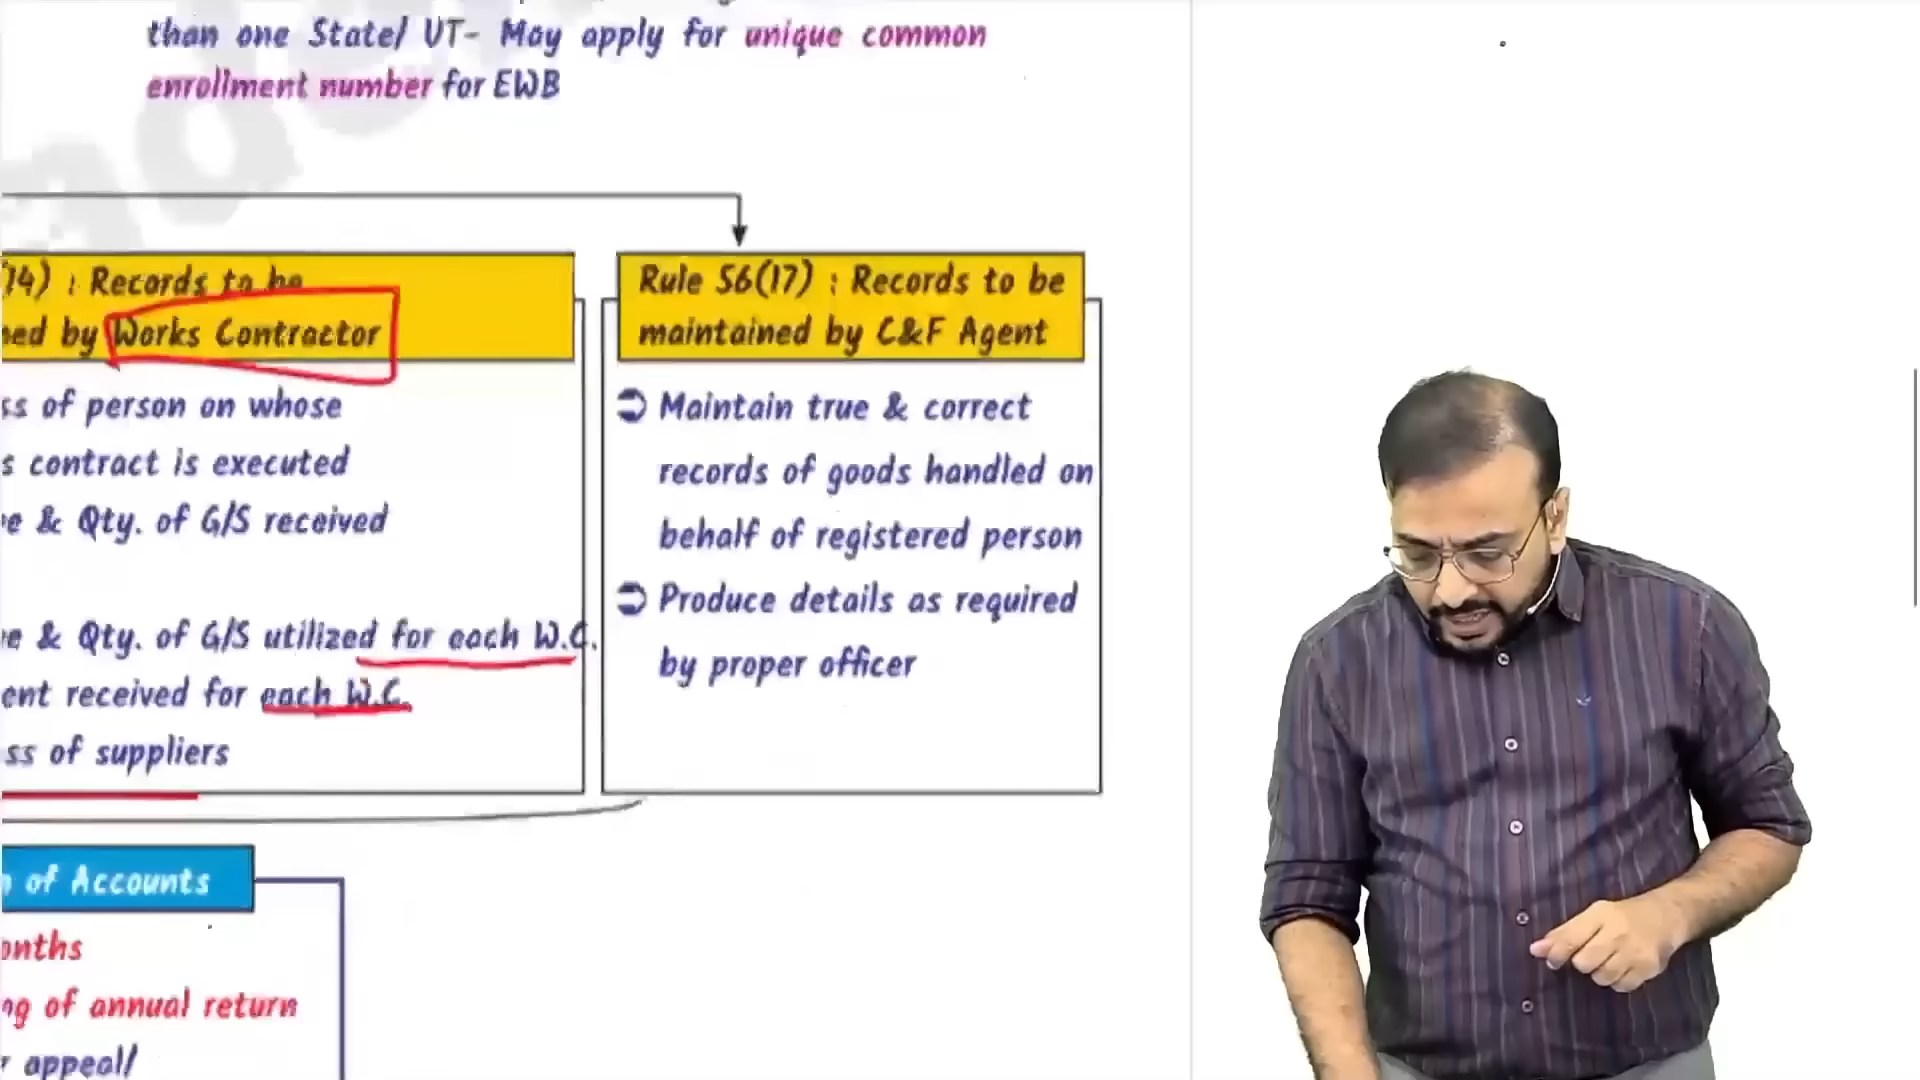 than one State/ UT- May apply for unique common
enrollment number for EWB
14) : Records to be
ned by Works Contractor
ss of person on whose
s contract is executed
e & Qty. of G/S received
e & Qty. of G/S utilized for each W.C.
ent received for each W.C.
ss of suppliers
Rule 56(17) : Records to be
maintained by C&F Agent
➲ Maintain true & correct
records of goods handled on
behalf of registered person
➲ Produce details as required
by proper officer
of Accounts
onths
ng of annual return
r appeal/